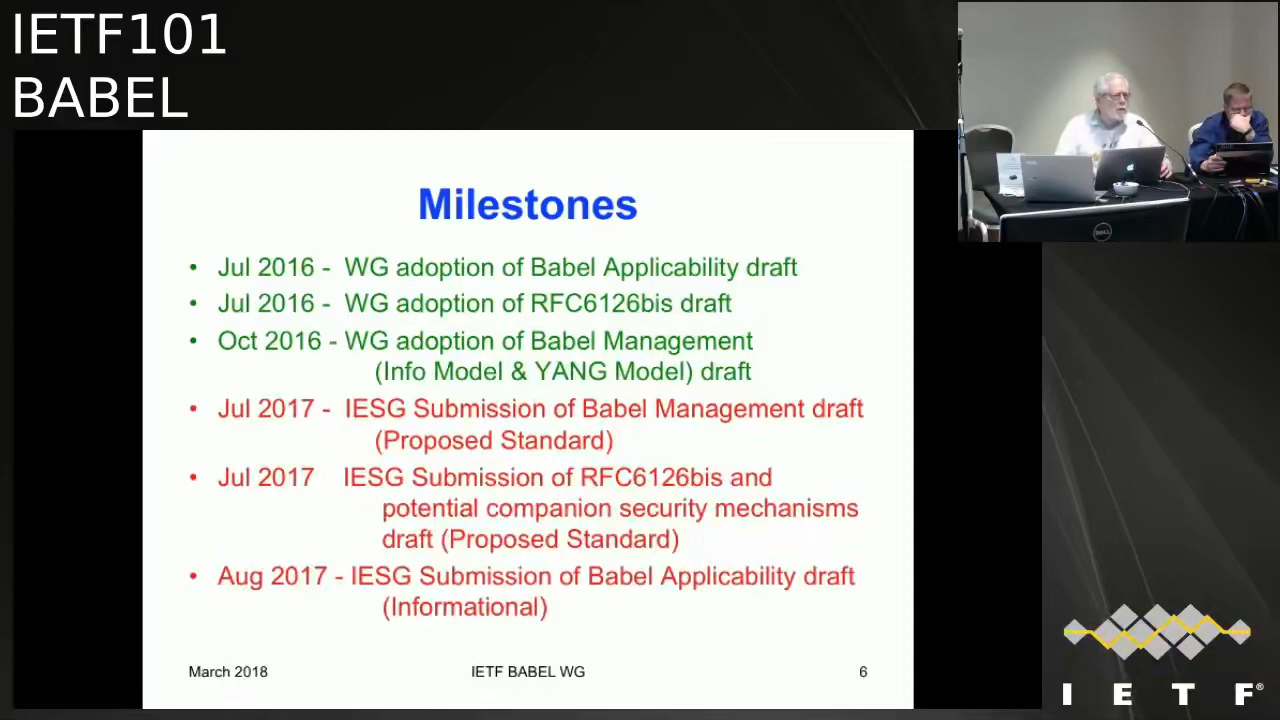 IETF101
BABEL
Milestones
• Jul 2016 - WG adoption of Babel Applicability draft
• Jul 2016 - WG adoption of RFC6126bis draft
• Oct 2016 - WG adoption of Babel Management
(Info Model & YANG Model) draft
• Jul 2017 - IESG Submission of Babel Management draft
(Proposed Standard)
• Jul 2017 IESG Submission of RFC6126bis and
potential companion security mechanisms
draft (Proposed Standard)
• Aug 2017 - IESG Submission of Babel Applicability draft
(Informational)
March 2018
IETF BABEL WG
6
DELL
I E T F®